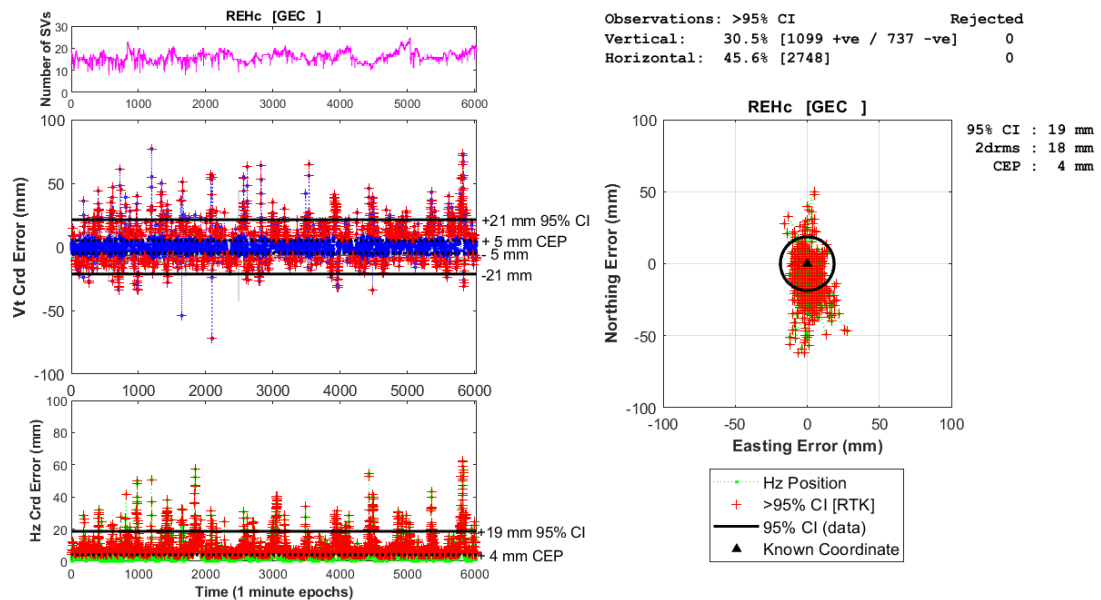 REHc [GEC ]
Number of SVs
30
20
10
0
0 1000 2000 3000 4000 5000 6000
Vt Crd Error (mm)
100
50
0
-50
-100
+21 mm 95% CI
+ 5 mm CEP
- 5mm
-21 mm
0 1000 2000 3000 4000 5000 6000
Hz Crd Error (mm)
100
80
60
40
20
0
+19 mm 95% CI
+ 4 mm CEP
0 1000 2000 3000 4000 5000 6000
Time (1 minute epochs)
Observations: >95% CI Rejected
Vertical: 30.5% [1099 +ve / 737 -ve] 0
Horizontal: 45.6% [2748] 0
REHc [GEC ]
95% CI : 19 mm
2drms : 18 mm
CEP : 4 mm
Northing Error (mm)
100
50
0
-50
-100
-100 -50 0 50 100
Easting Error (mm)
Hz Position
>95% CI [RTK]
95% CI (data)
Known Coordinate